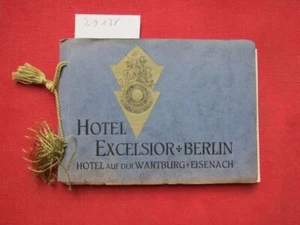 HOTEL
EXCELSIOR + BERLIN
HOTEL AUF DER WARTBURG + EISENACH